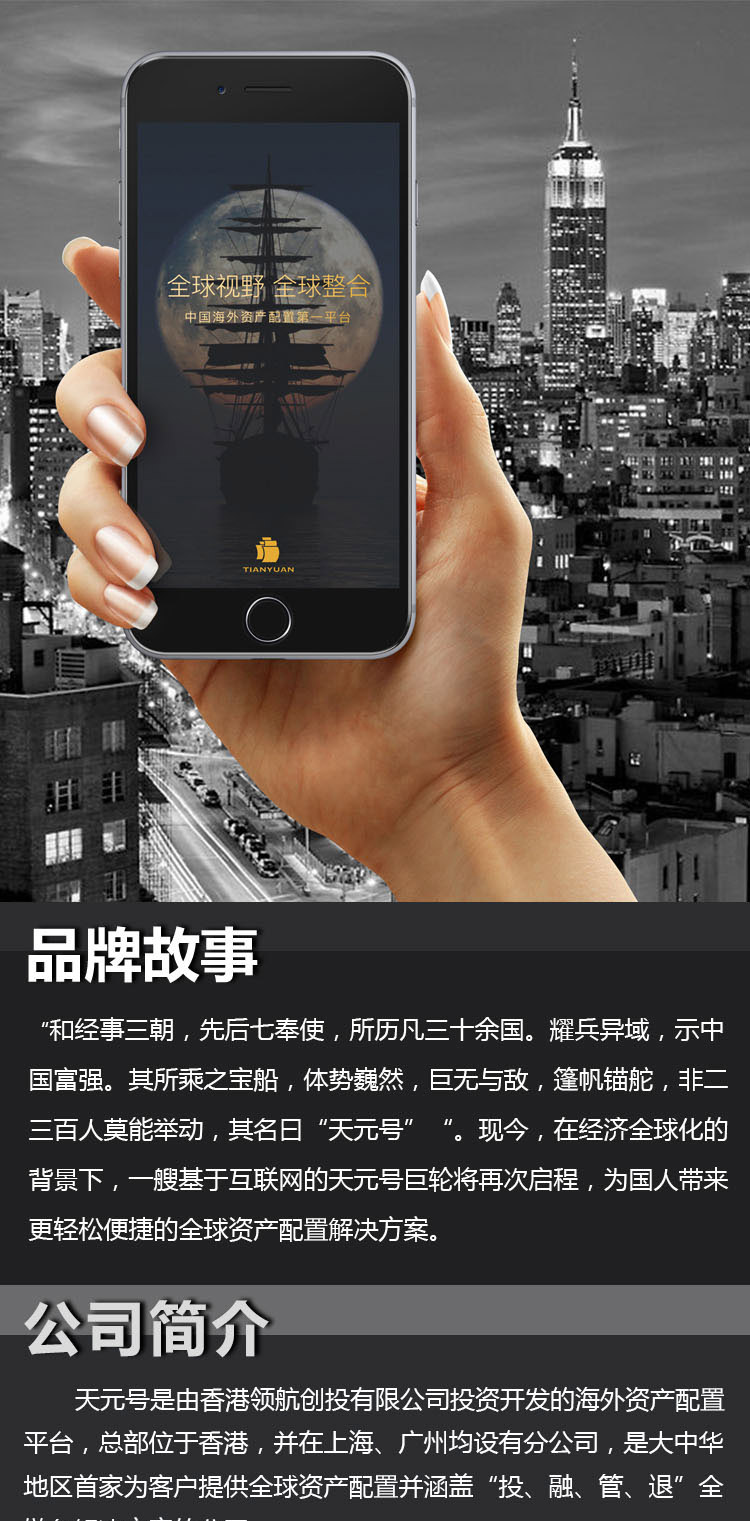 全球视野 全球整合
中国海外资产配置第一平台
TIANYUAN
品牌故事
“和经事三朝，先后七奉使，所历凡三十余国。耀兵异域，示中
国富强。其所乘之宝船，体势巍然，巨无与敌，篷帆锚舵，非二
三百人莫能举动，其名曰“天元号”“。现今，在经济全球化的
背景下，一艘基于互联网的天元号巨轮将再次启程，为国人带来
更轻松便捷的全球资产配置解决方案。
公司简介
天元号是由香港领航创投有限公司投资开发的海外资产配置
平台，总部位于香港，并在上海、广州均设有分公司，是大中华
地区首家为客户提供全球资产配置并涵盖“投、融、管、退”全